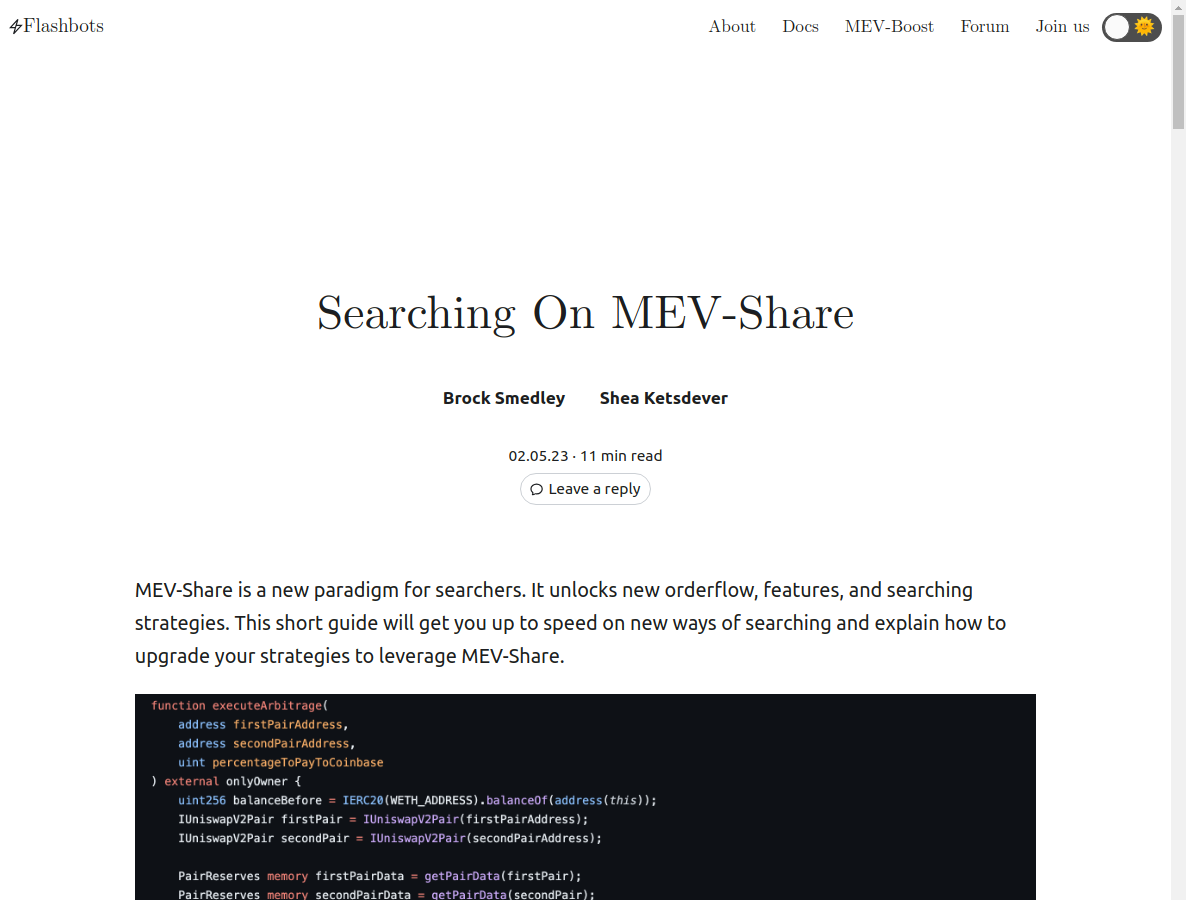 Flashbots
About Docs MEV-Boost Forum Join us
Searching On MEV-Share
Brock Smedley Shea Ketsdever
02.05.23 · 11 min read
Leave a reply
MEV-Share is a new paradigm for searchers. It unlocks new orderflow, features, and searching
strategies. This short guide will get you up to speed on new ways of searching and explain how to
upgrade your strategies to leverage MEV-Share.
function executeArbitrage(
    address firstPairAddress,
    address secondPairAddress,
    uint percentageToPayToCoinbase
) external onlyOwner {
    uint256 balanceBefore = IERC20(WETH_ADDRESS).balanceOf(address(this));
    IUniswapV2Pair firstPair = IUniswapV2Pair(firstPairAddress);
    IUniswapV2Pair secondPair = IUniswapV2Pair(secondPairAddress);
    PairReserves memory firstPairData = getPairData(firstPair);
    PairReserves memory secondPairData = getPairData(secondPair);